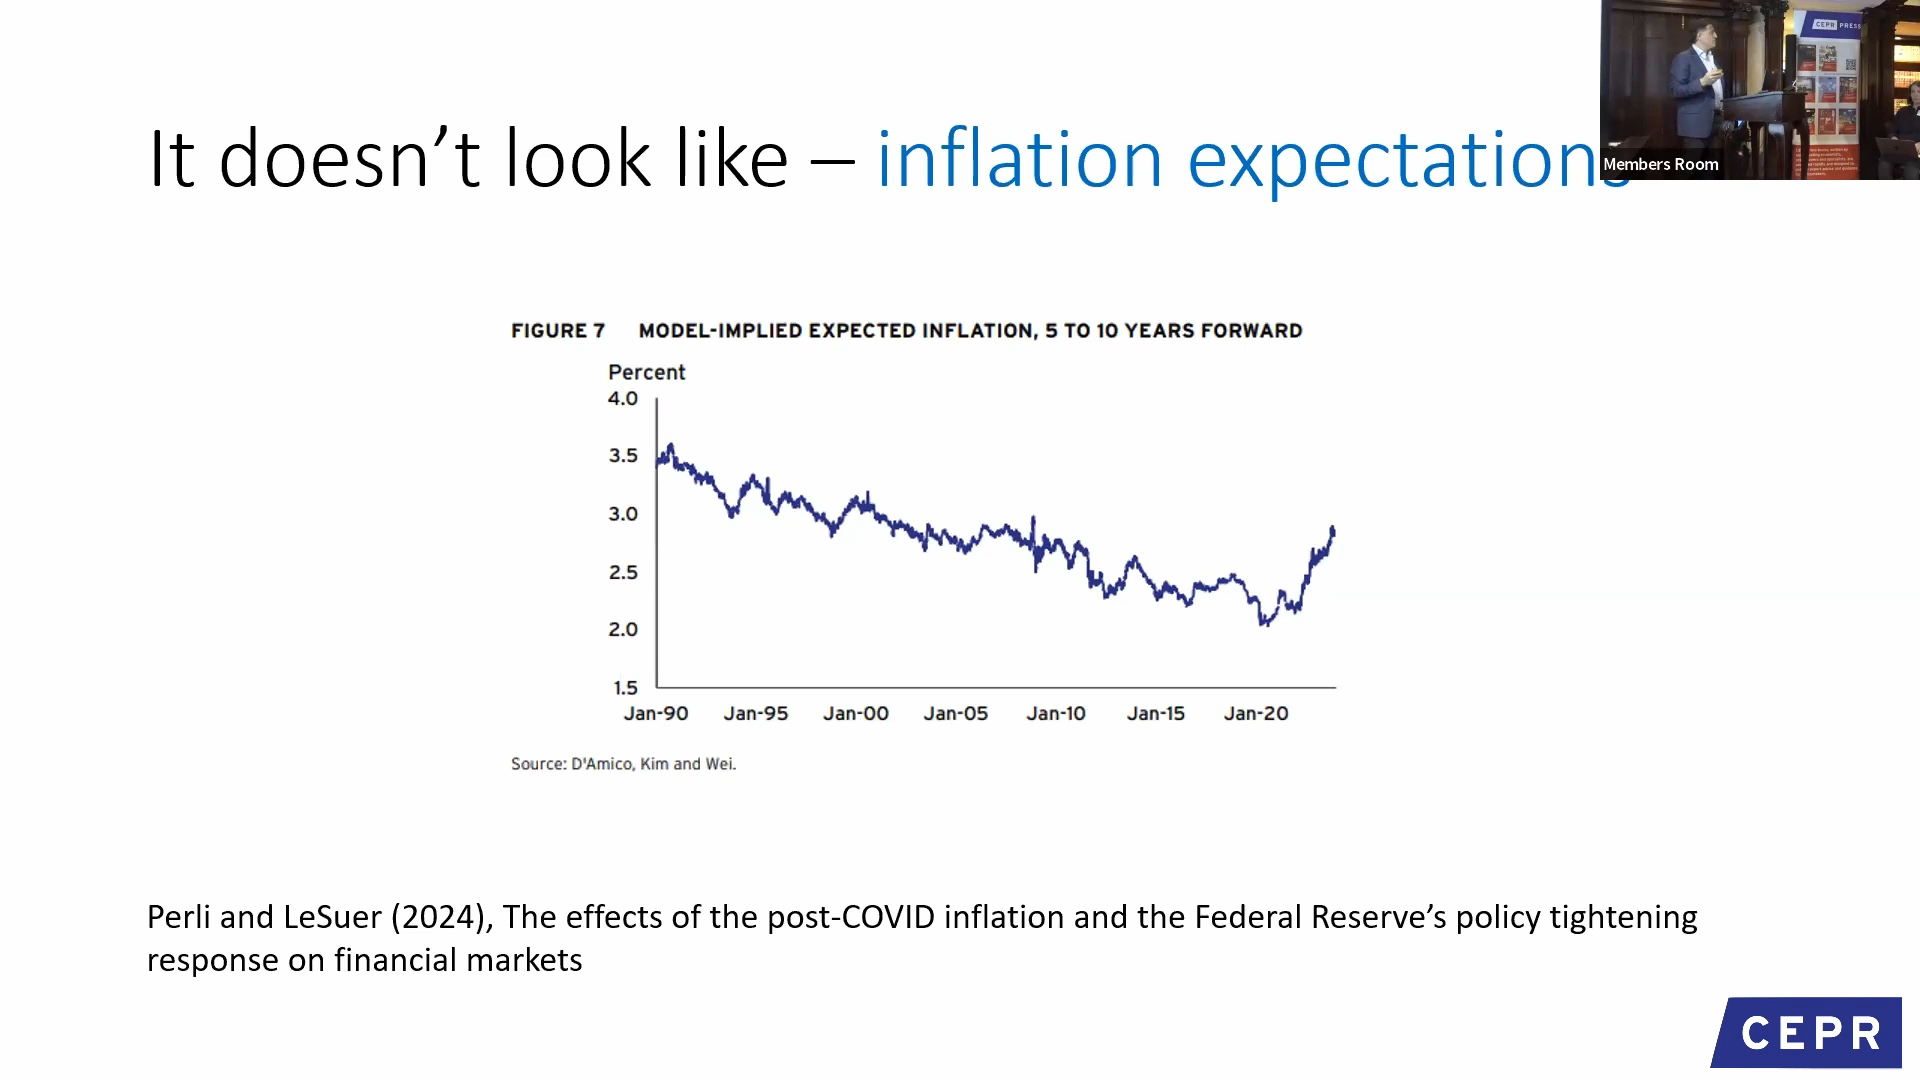 CEPR PRESS
Members Room
It doesn’t look like – inflation expectations
FIGURE 7 MODEL-IMPLIED EXPECTED INFLATION, 5 TO 10 YEARS FORWARD
Percent
4.0
3.5
3.0
2.5
2.0
1.5
Jan-90 Jan-95 Jan-00 Jan-05 Jan-10 Jan-15 Jan-20
Source: D'Amico, Kim and Wei.
Perli and LeSuer (2024), The effects of the post-COVID inflation and the Federal Reserve’s policy tightening
response on financial markets
CEPR